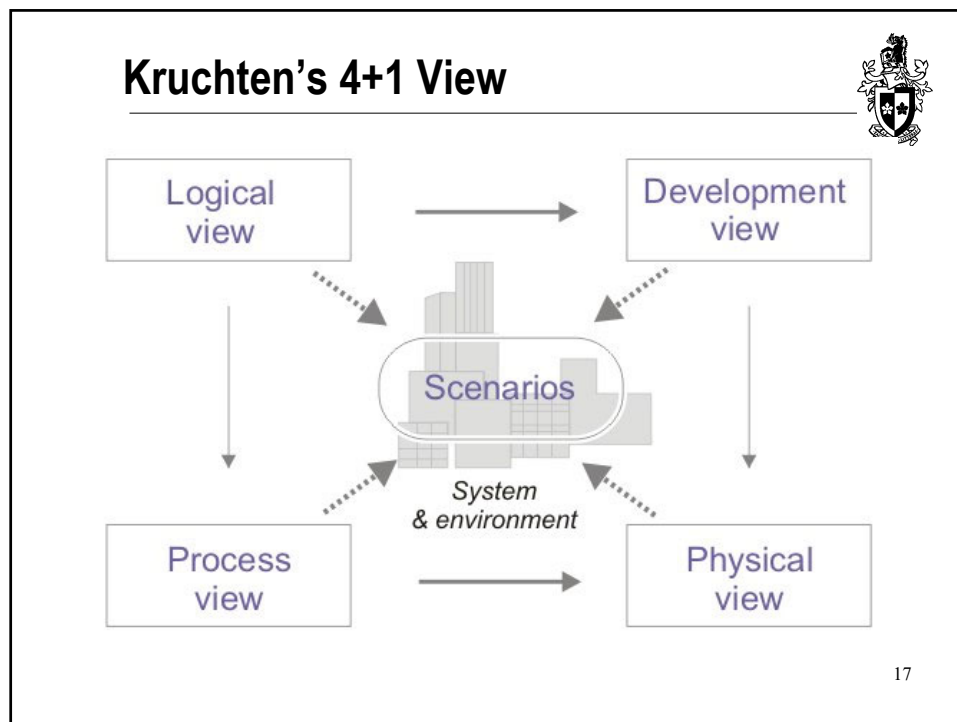 Kruchten’s 4+1 View
Logical
view
Development
view
Scenarios
System
& environment
Process
view
Physical
view
17